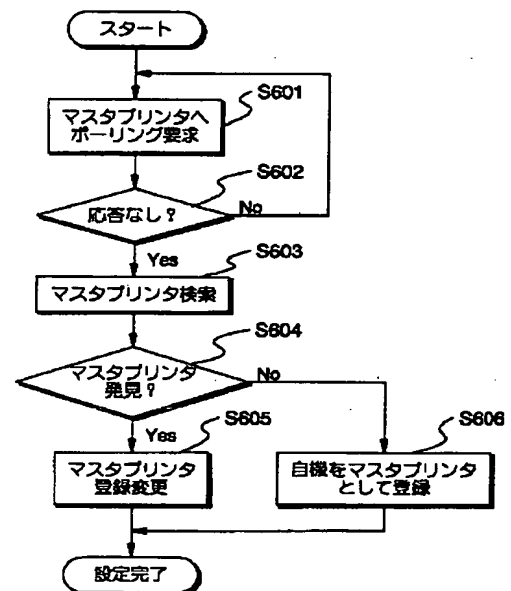 スタート
S601
マスタプリンタへ
ポーリング要求
S602
応答なし?
No
Yes
S603
マスタプリンタ検索
S604
マスタプリンタ
発見?
No
Yes
S605
マスタプリンタ
登録変更
S606
自機をマスタプリンタ
として登録
設定完了